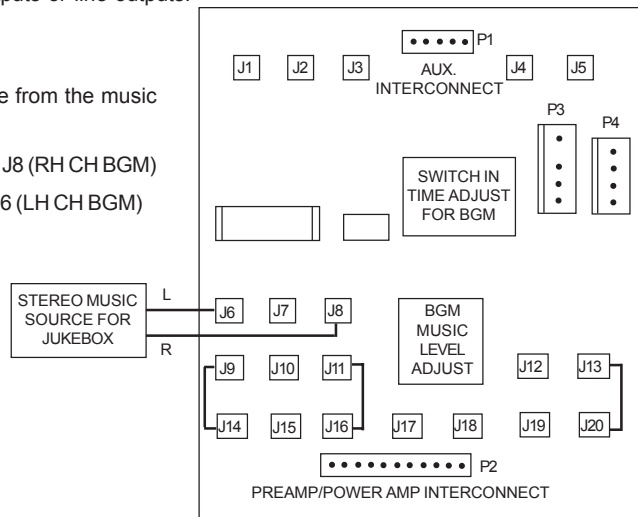 J1 J2 J3 P1 J4 J5
AUX.
INTERCONNECT
e from the music
P3 P4
J8 (RH CH BGM)
6 (LH CH BGM)
SWITCH IN
TIME ADJUST
FOR BGM
STEREO MUSIC
SOURCE FOR
JUKEBOX
L
R
J6 J7 J8
BGM
MUSIC
LEVEL
ADJUST
J9 J10 J11 J12 J13
J14 J15 J16 J17 J18 J19 J20
P2
PREAMP/POWER AMP INTERCONNECT